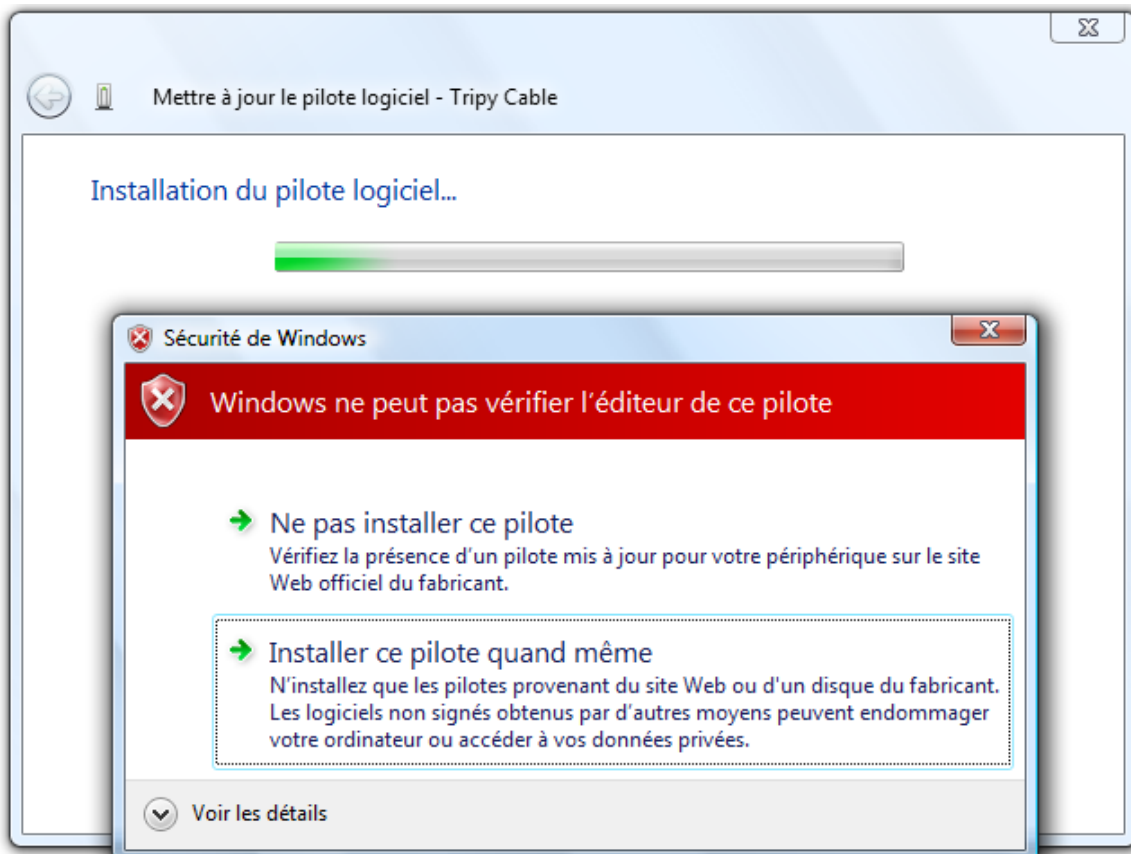 Mettre à jour le pilote logiciel - Tripy Cable
Installation du pilote logiciel...
Sécurité de Windows
Windows ne peut pas vérifier l'éditeur de ce pilote
Ne pas installer ce pilote
Vérifiez la présence d'un pilote mis à jour pour votre périphérique sur le site
Web officiel du fabricant.
Installer ce pilote quand même
N'installez que les pilotes provenant du site Web ou d'un disque du fabricant.
Les logiciels non signés obtenus par d'autres moyens peuvent endommager
votre ordinateur ou accéder à vos données privées.
Voir les détails